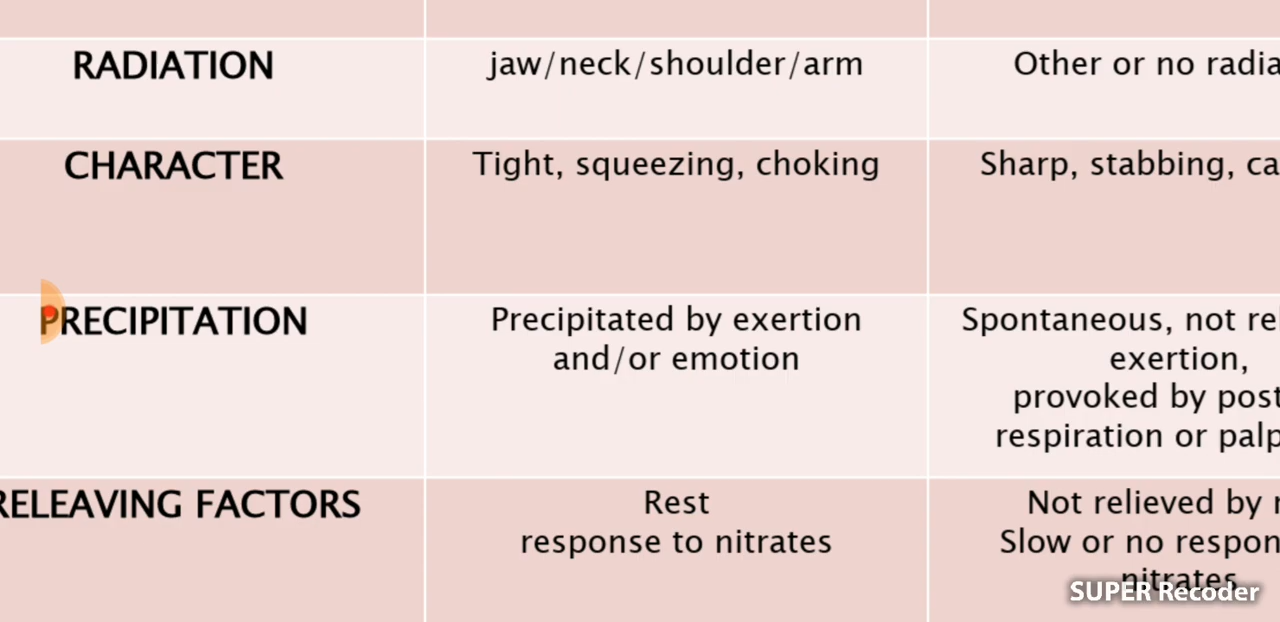 RADIATION
jaw/neck/shoulder/arm
Other or no
CHARACTER
Tight, squeezing, choking
Sharp, stabbing,
PRECIPITATION
Precipitated by exertion
and/or emotion
Spontaneous, not
exertion,
provoked by
respiration or
RELEAVING FACTORS
Rest
response to nitrates
Not relieved by
Slow or no
nitrates
SUPER Recoder